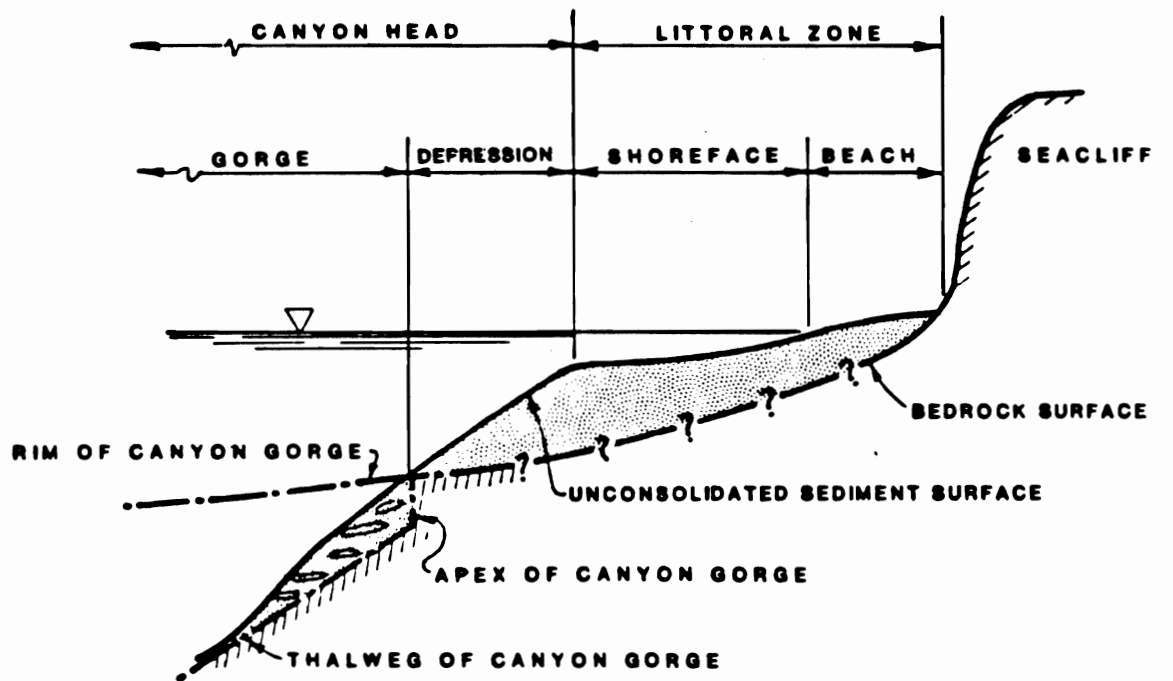 CANYON HEAD
LITTORAL ZONE
GORGE
DEPRESSION
SHOREFACE
BEACH
SEACLIFF
? ? ? ? ?
BEDROCK SURFACE
RIM OF CANYON GORGE
UNCONSOLIDATED SEDIMENT SURFACE
APEX OF CANYON GORGE
THALWEG OF CANYON GORGE